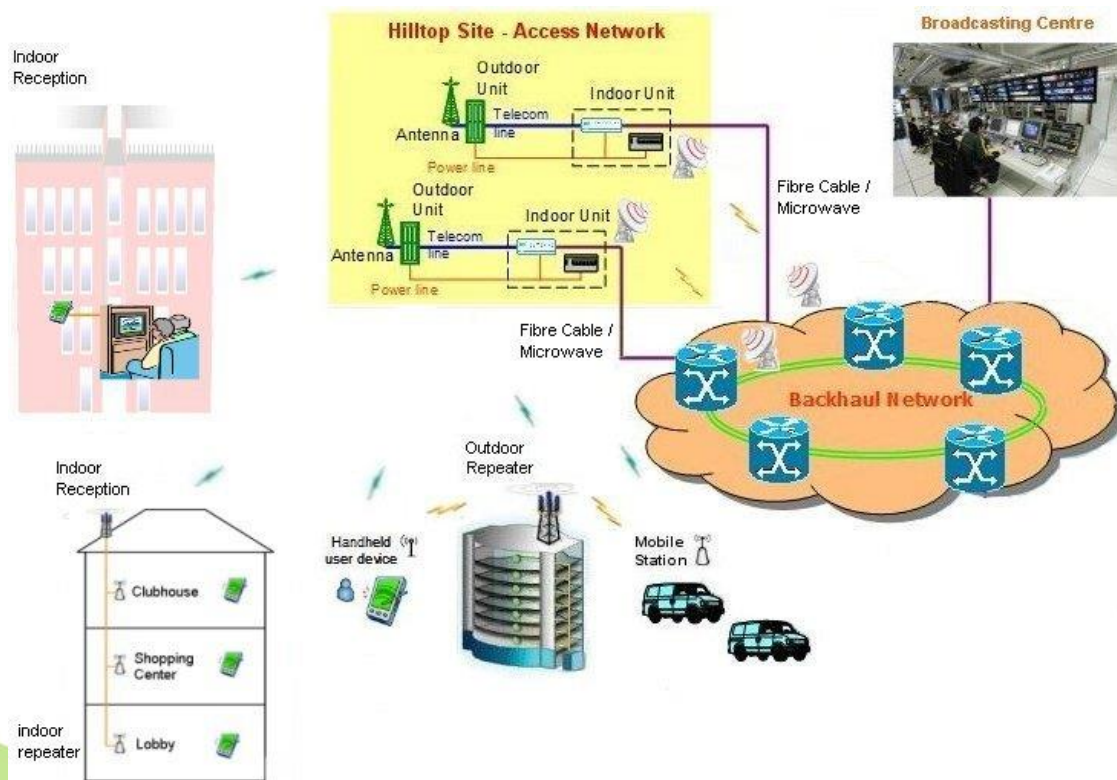 Indoor
Reception
Hilltop Site - Access Network
Outdoor
Unit
Indoor Unit
Telecom
line
Antenna
Power line
Outdoor
Unit
Indoor Unit
Telecom
line
Antenna
Power line
Broadcasting Centre
Fibre Cable /
Microwave
Fibre Cable /
Microwave
Backhaul Network
Indoor
Reception
Clubhouse
Shopping
Center
Lobby
indoor
repeater
Outdoor
Repeater
Handheld
user device
Mobile
Station